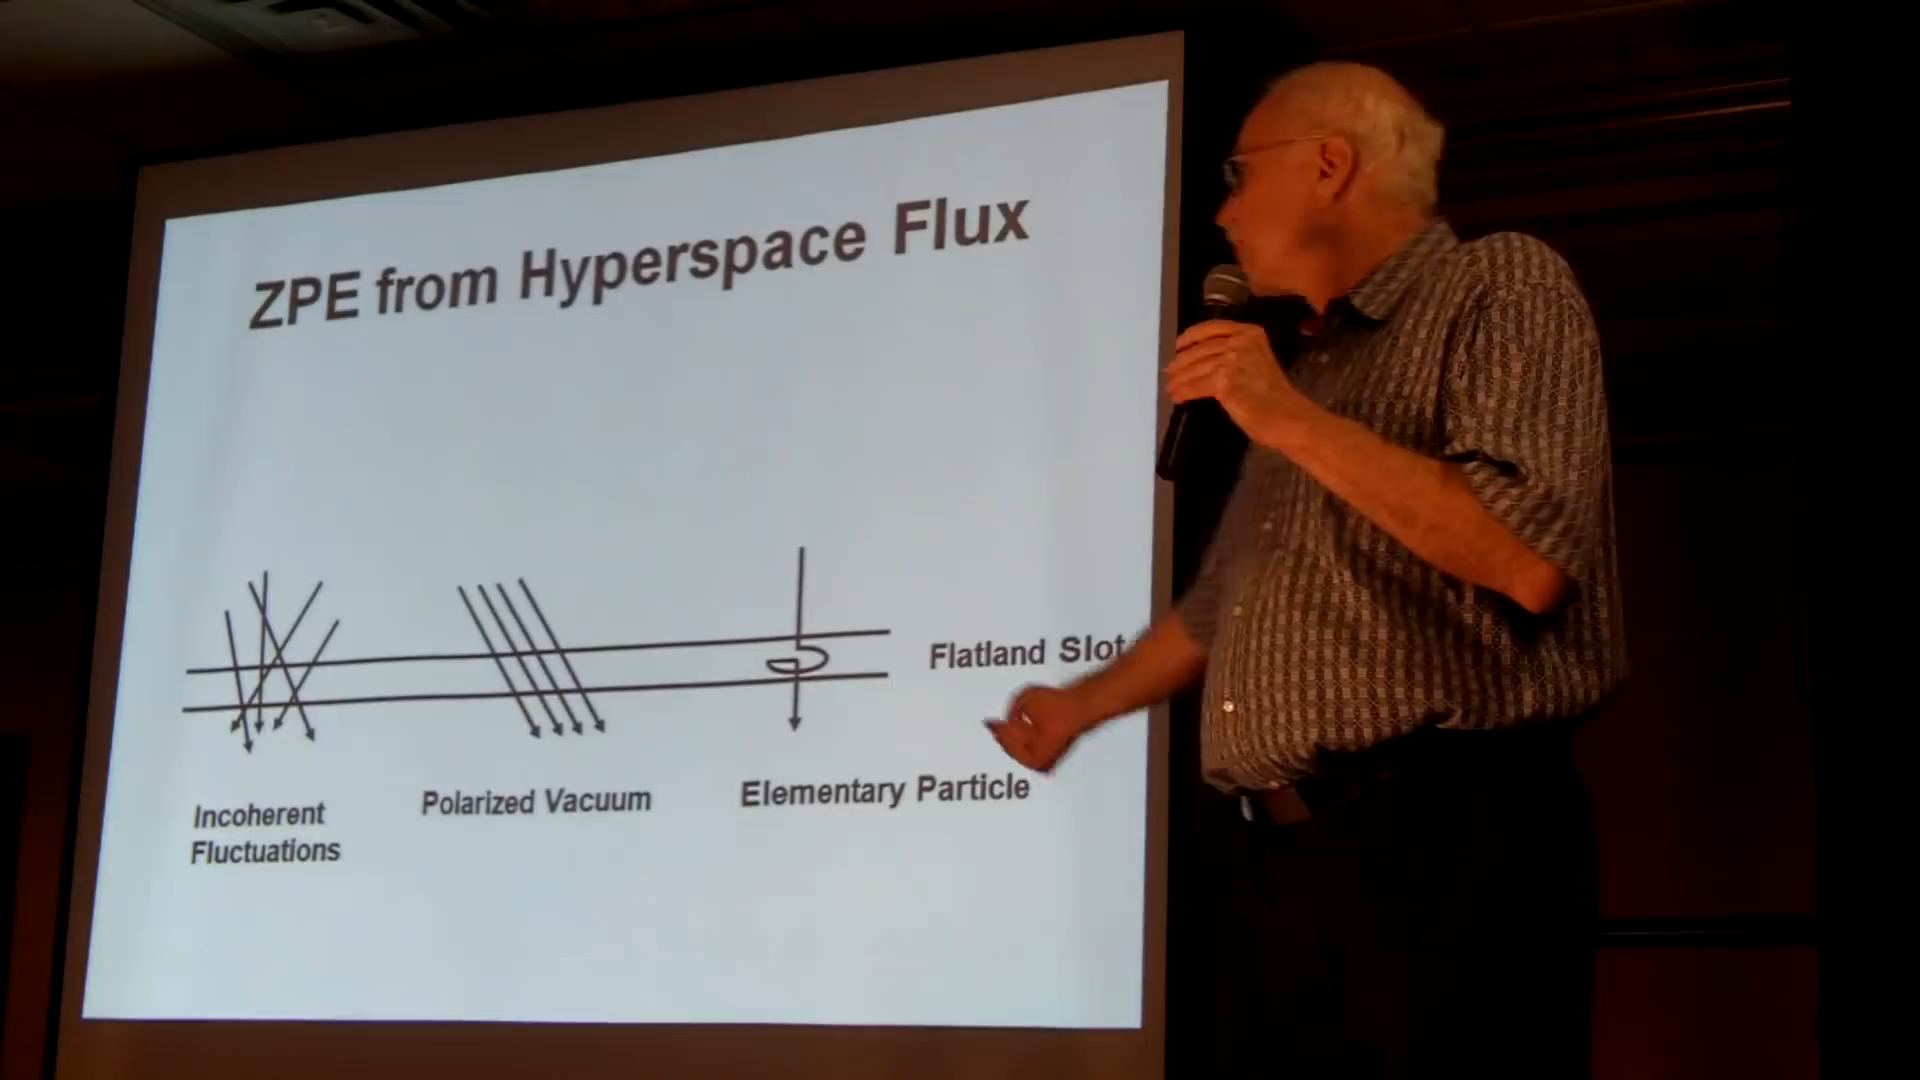 ZPE from Hyperspace Flux
Flatland Slot
Incoherent
Fluctuations
Polarized Vacuum
Elementary Particle